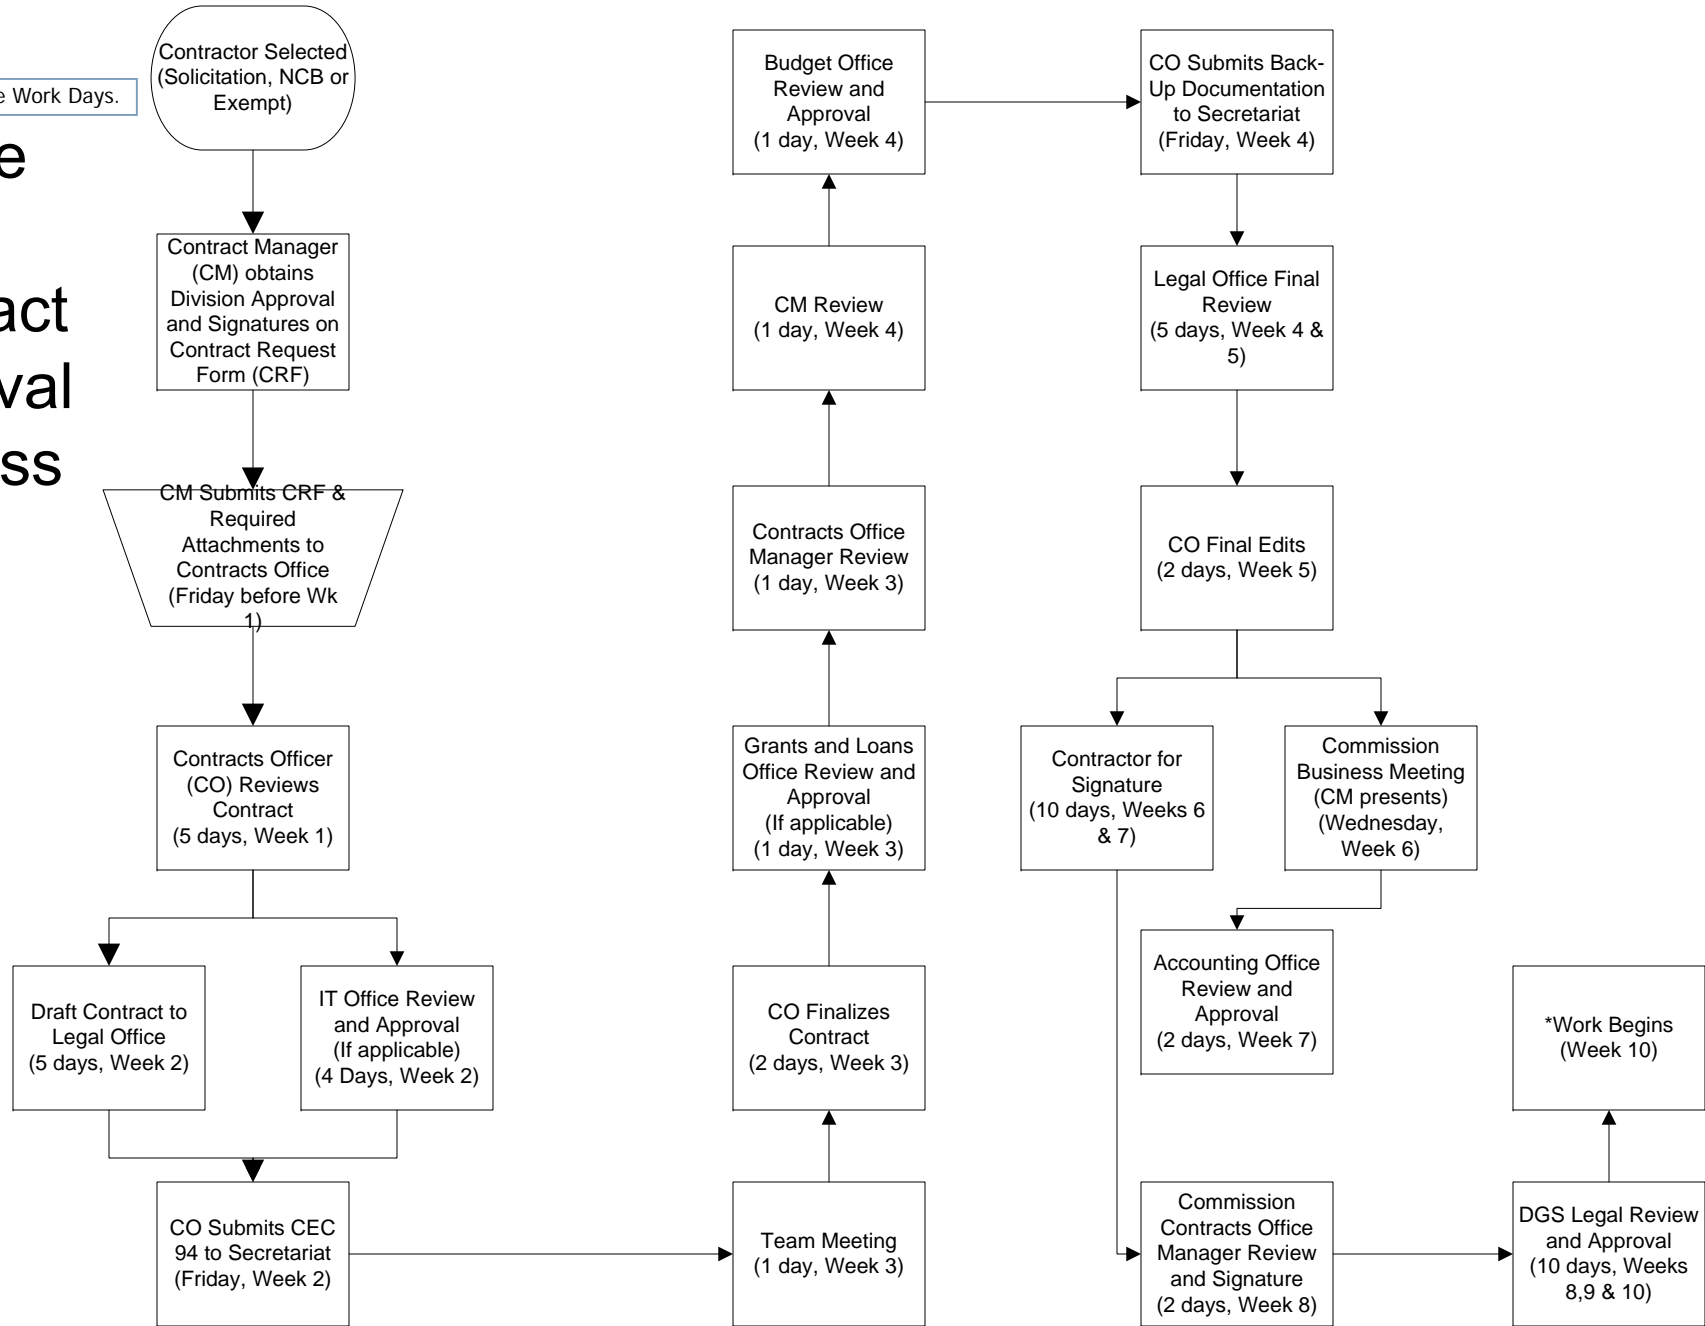 Contractor Selected
(Solicitation, NCB or
Exempt)
Work Days.
Contract Manager
(CM) obtains
Division Approval
and Signatures on
Contract Request
Form (CRF)
CM Submits CRF &
Required
Attachments to
Contracts Office
(Friday before Wk
1)
Contracts Officer
(CO) Reviews
Contract
(5 days, Week 1)
Draft Contract to
Legal Office
(5 days, Week 2)
IT Office Review
and Approval
(If applicable)
(4 Days, Week 2)
CO Submits CEC
94 to Secretariat
(Friday, Week 2)
Team Meeting
(1 day, Week 3)
CO Finalizes
Contract
(2 days, Week 3)
Grants and Loans
Office Review and
Approval
(If applicable)
(1 day, Week 3)
Contracts Office
Manager Review
(1 day, Week 3)
CM Review
(1 day, Week 4)
Budget Office
Review and
Approval
(1 day, Week 4)
CO Submits Back-
Up Documentation
to Secretariat
(Friday, Week 4)
Legal Office Final
Review
(5 days, Week 4 &
5)
CO Final Edits
(2 days, Week 5)
Contractor for
Signature
(10 days, Weeks 6
& 7)
Commission
Business Meeting
(CM presents)
(Wednesday,
Week 6)
Accounting Office
Review and
Approval
(2 days, Week 7)
Commission
Contracts Office
Manager Review
and Signature
(2 days, Week 8)
DGS Legal Review
and Approval
(10 days, Weeks
8,9 & 10)
*Work Begins
(Week 10)